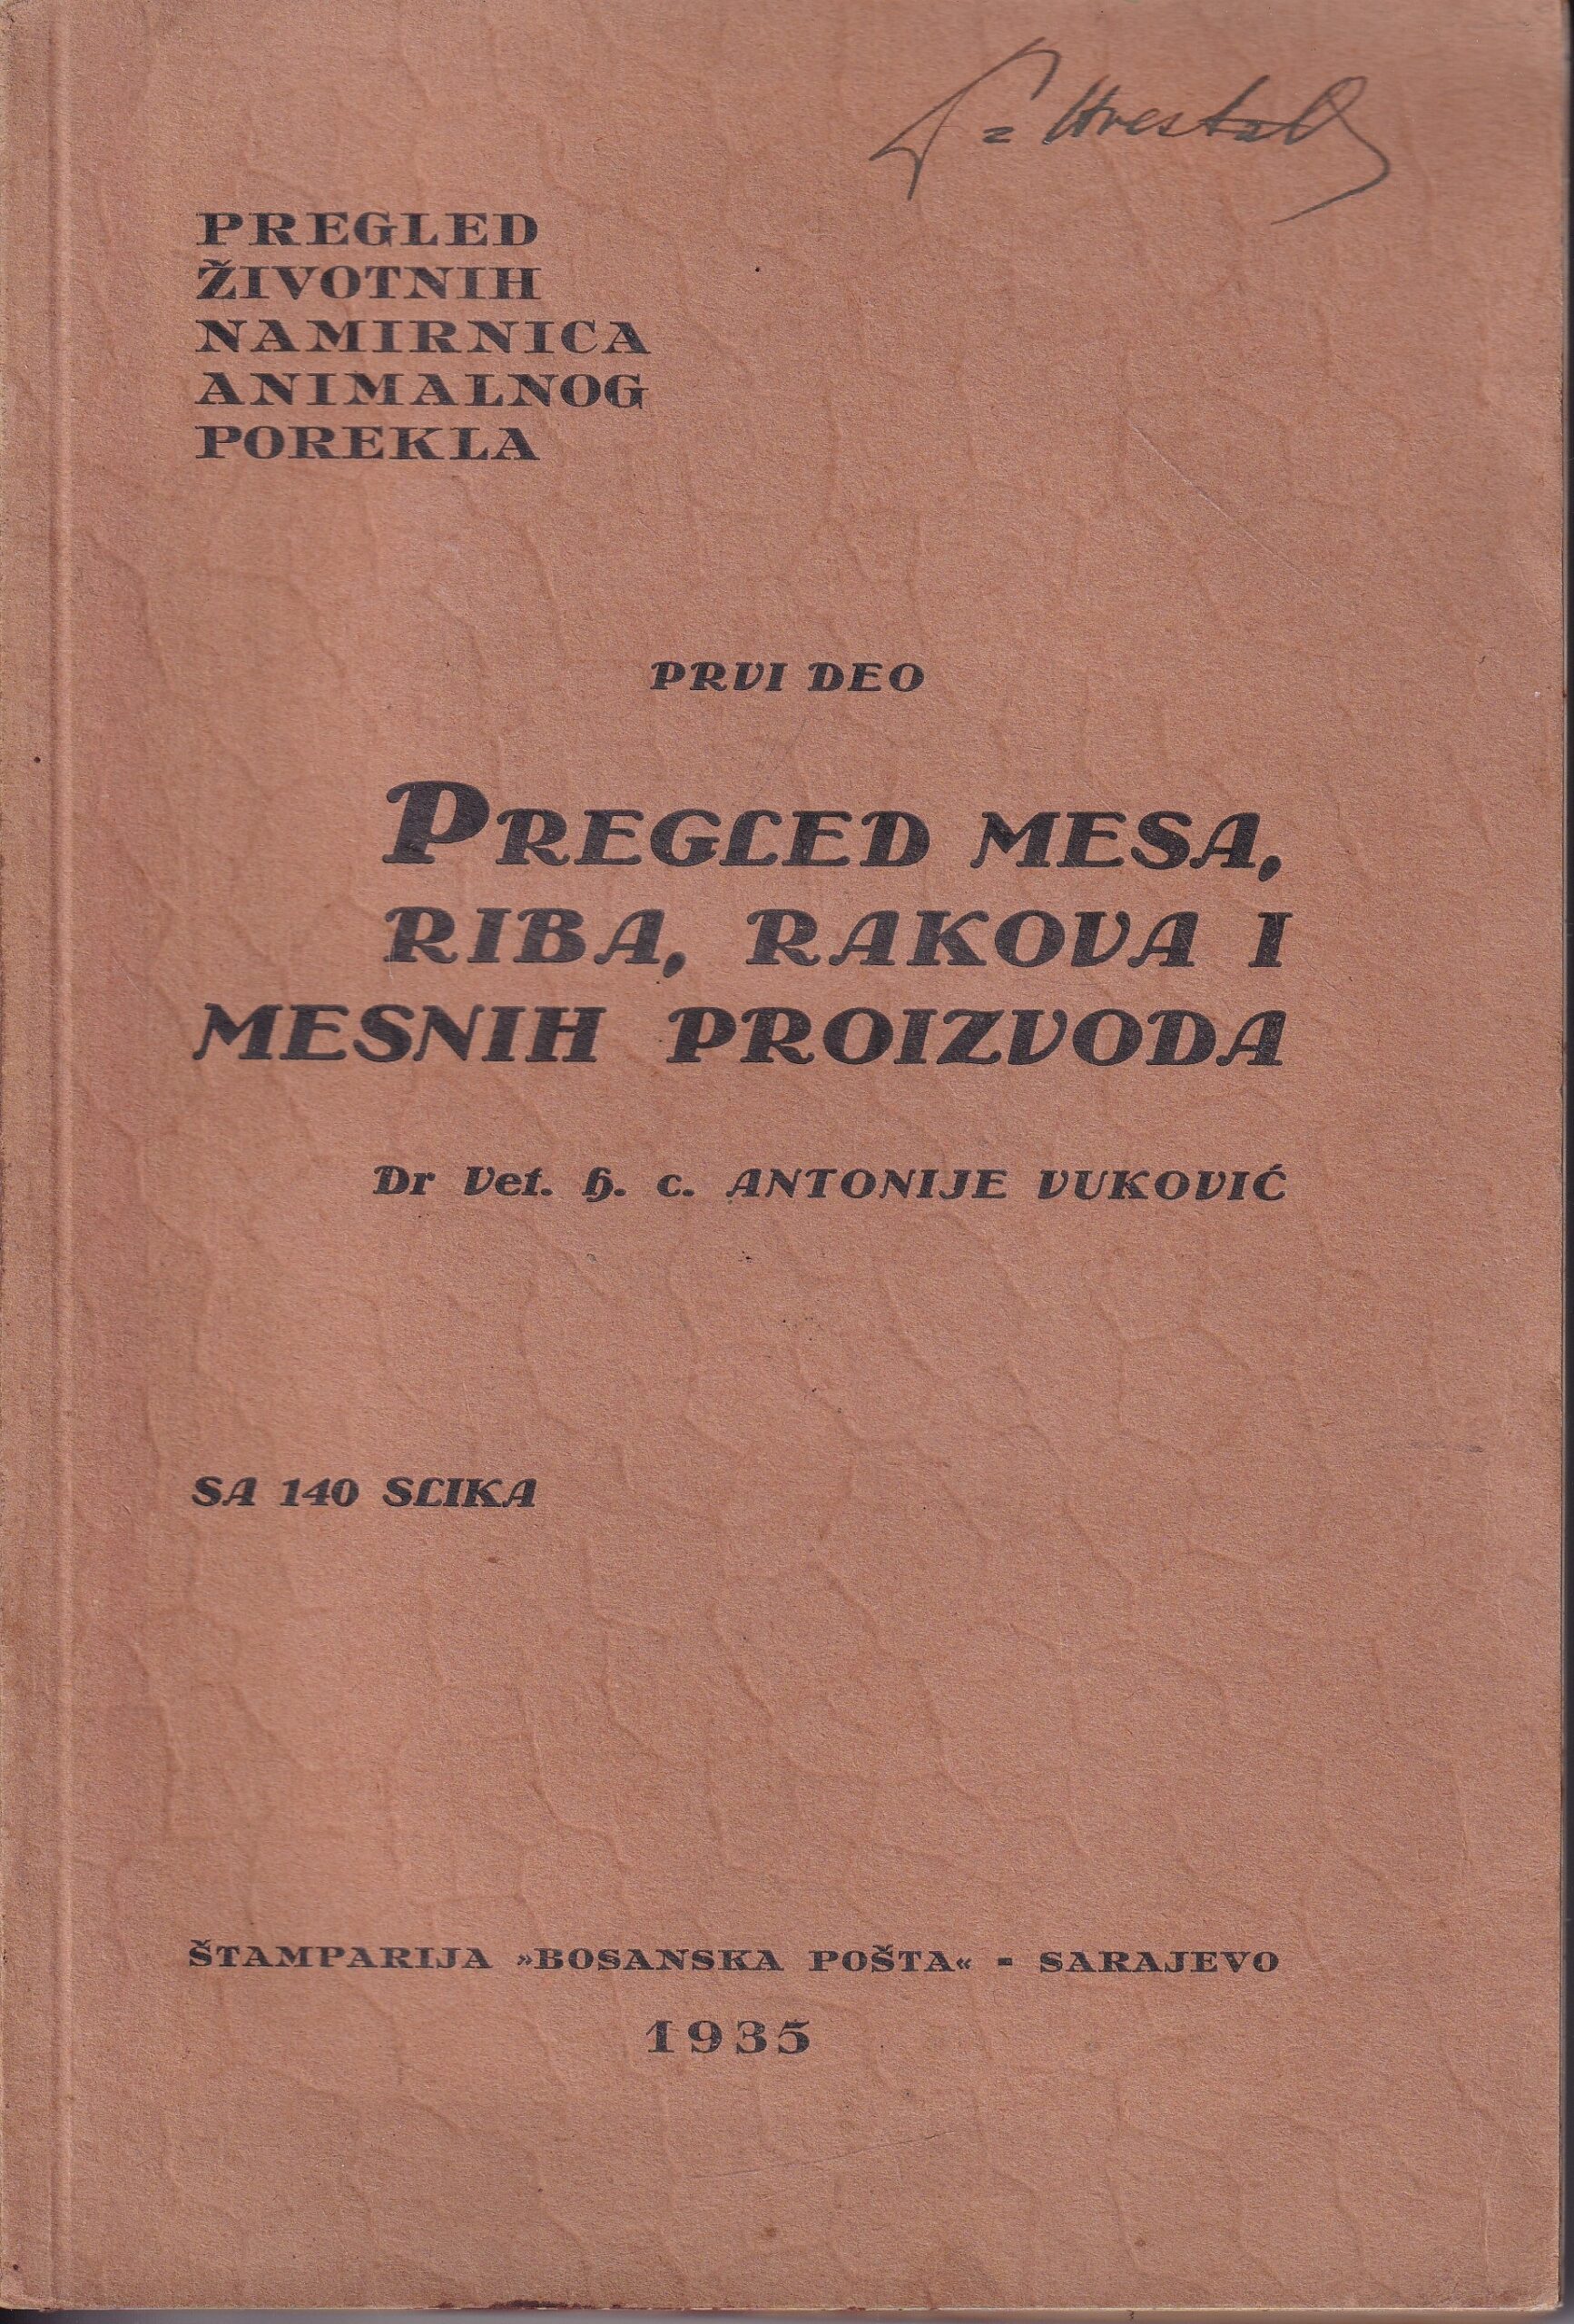 PREGLED
ŽIVOTNIH
NAMIRNICA
ANIMALNOG
POREKLA
PRVI DEO
PREGLED MESA,
RIBA, RAKOVA I
MESNIH PROIZVODA
Dr Vet. h. c. ANTONIJE VUKOVIĆ
SA 140 SLIKA
ŠTAMPARIJA »BOSANSKA POŠTA« - SARAJEVO
1935